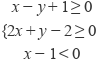 x − y + 1 ≥ 0
{2x + y − 2 ≥ 0
x − 1 < 0